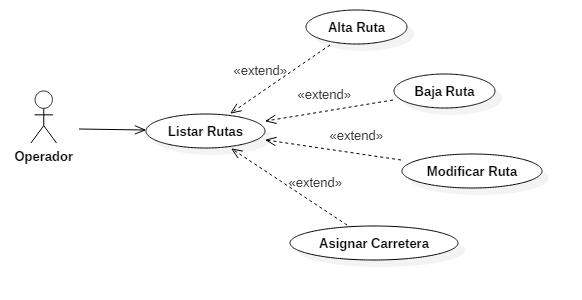 Alta Ruta
«extend»
Baja Ruta
«extend»
Listar Rutas
«extend»
Operador
Modificar Ruta
«extend»
Asignar Carretera